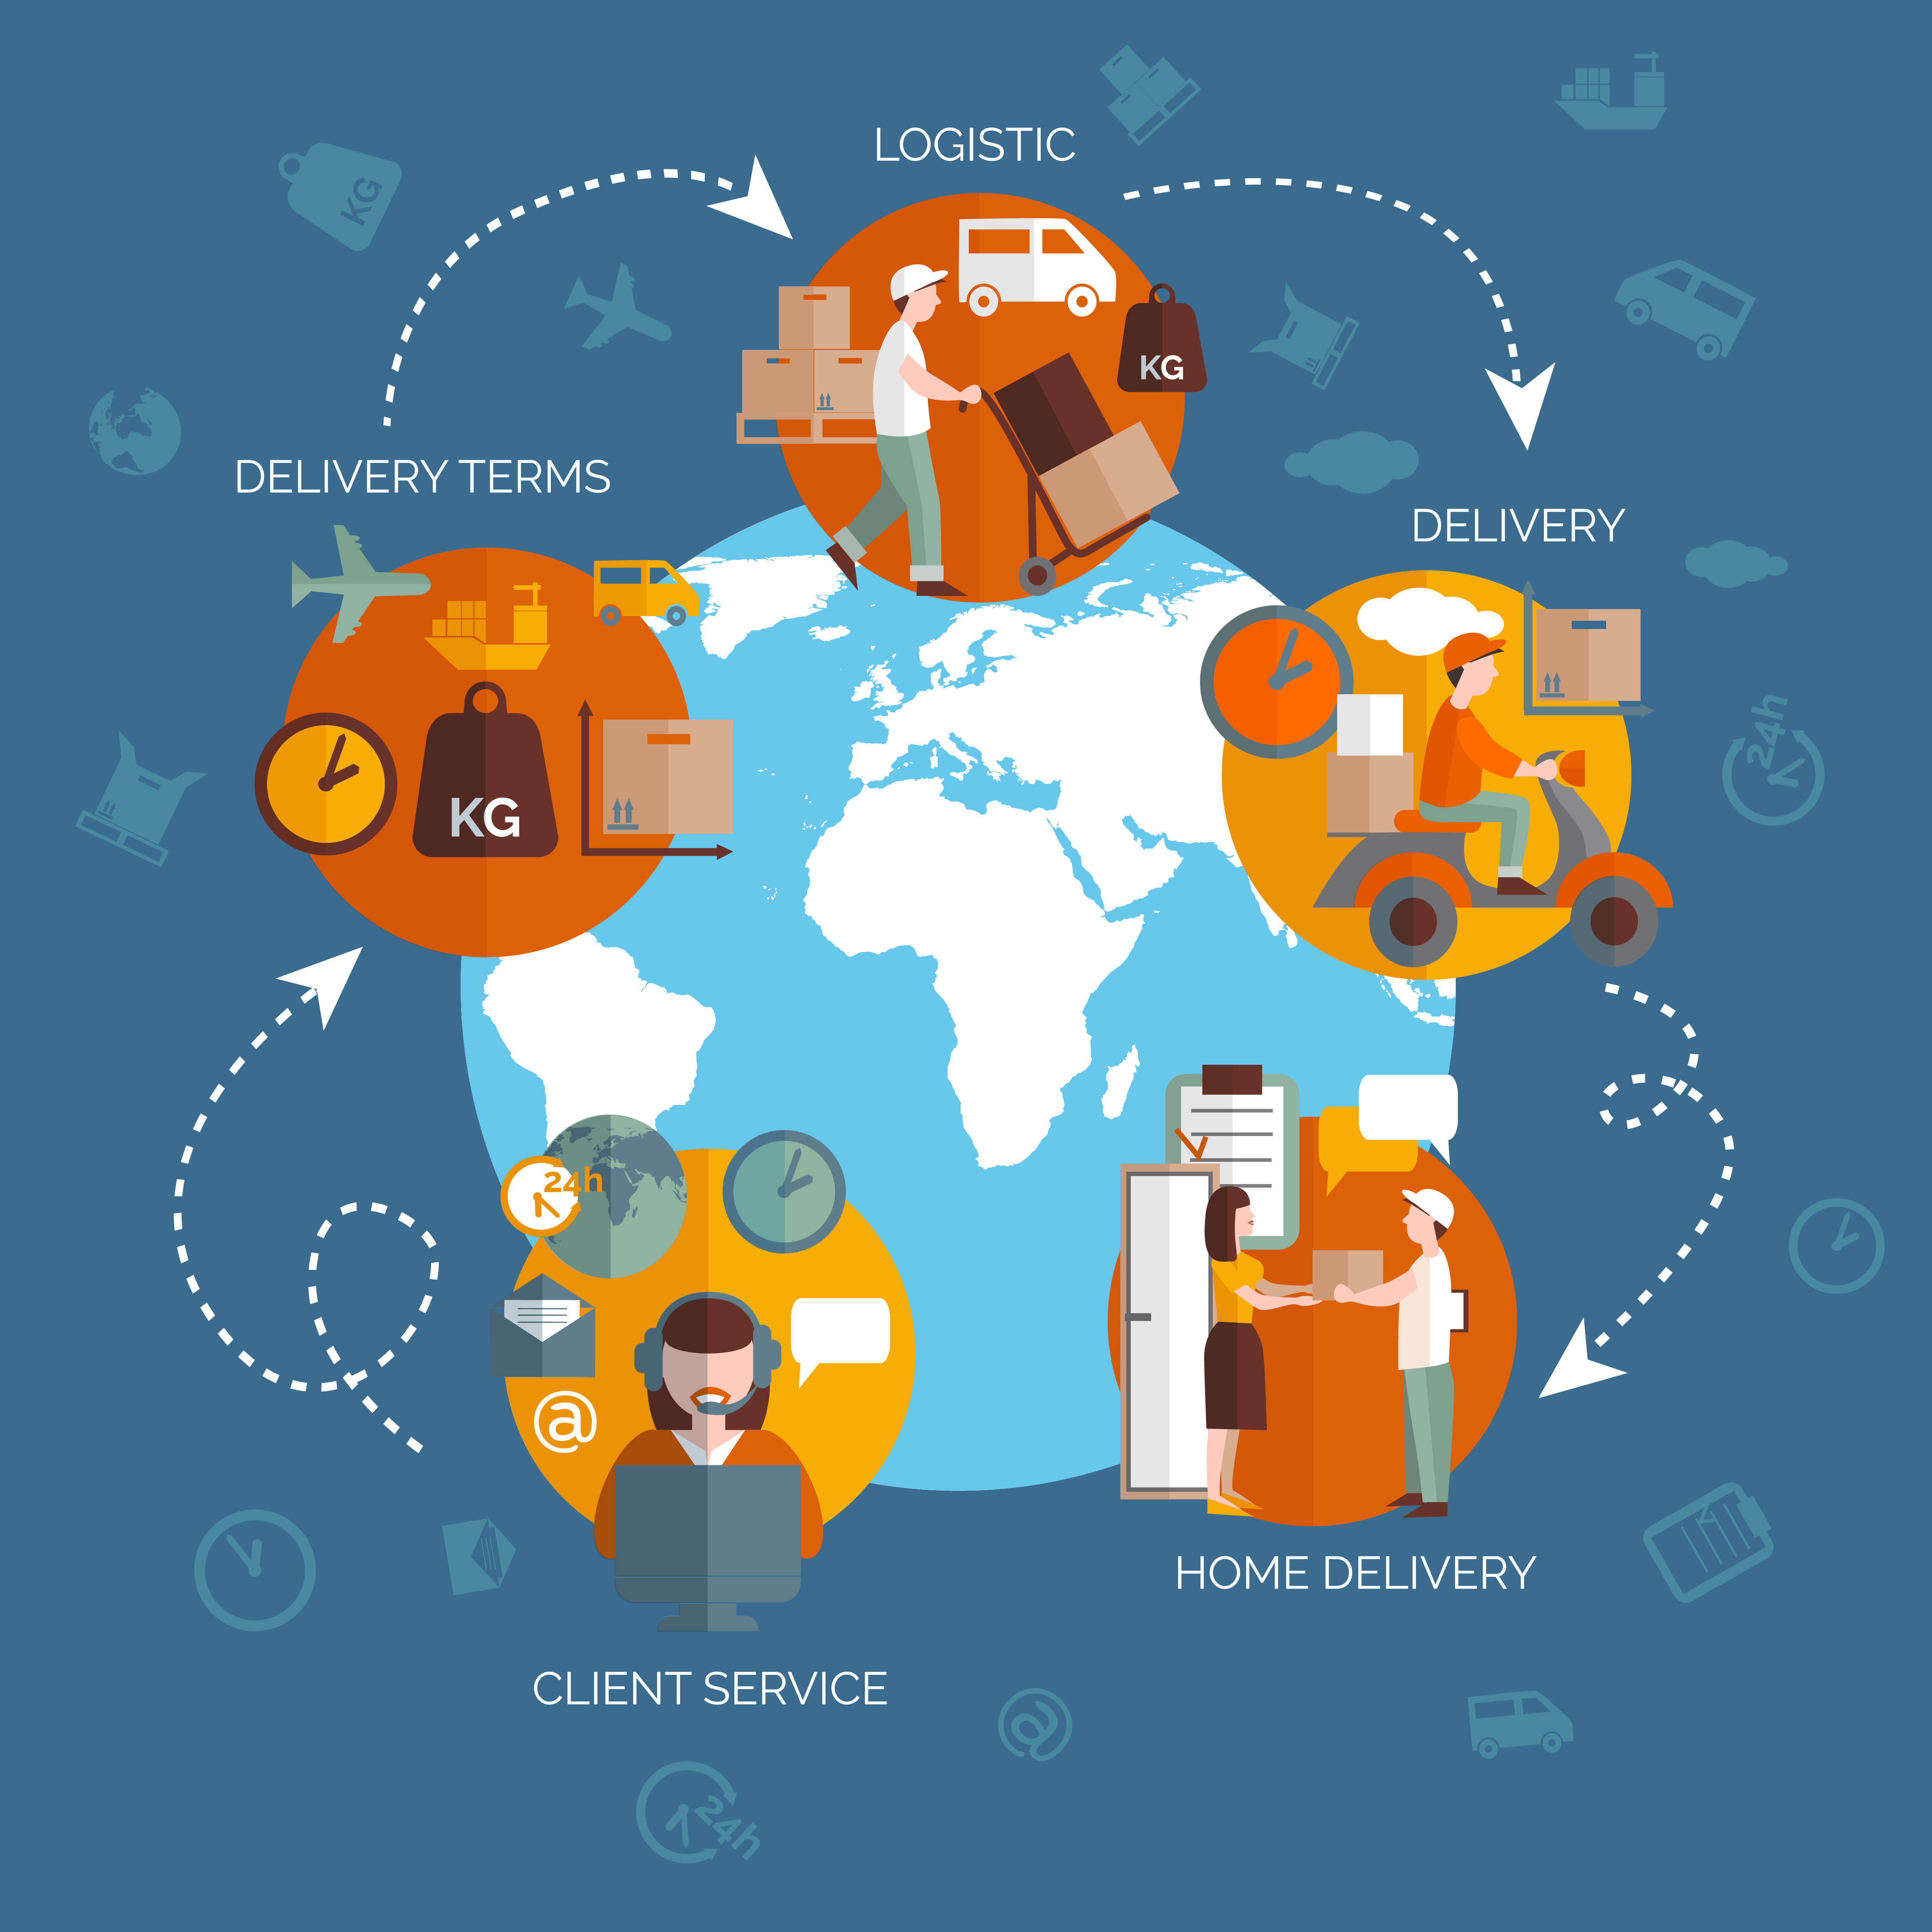 LOGISTIC
KG
KG
DELIVERY TERMS
DELIVERY
KG
24h
24h
@
HOME DELIVERY
CLIENT SERVICE
@
24h